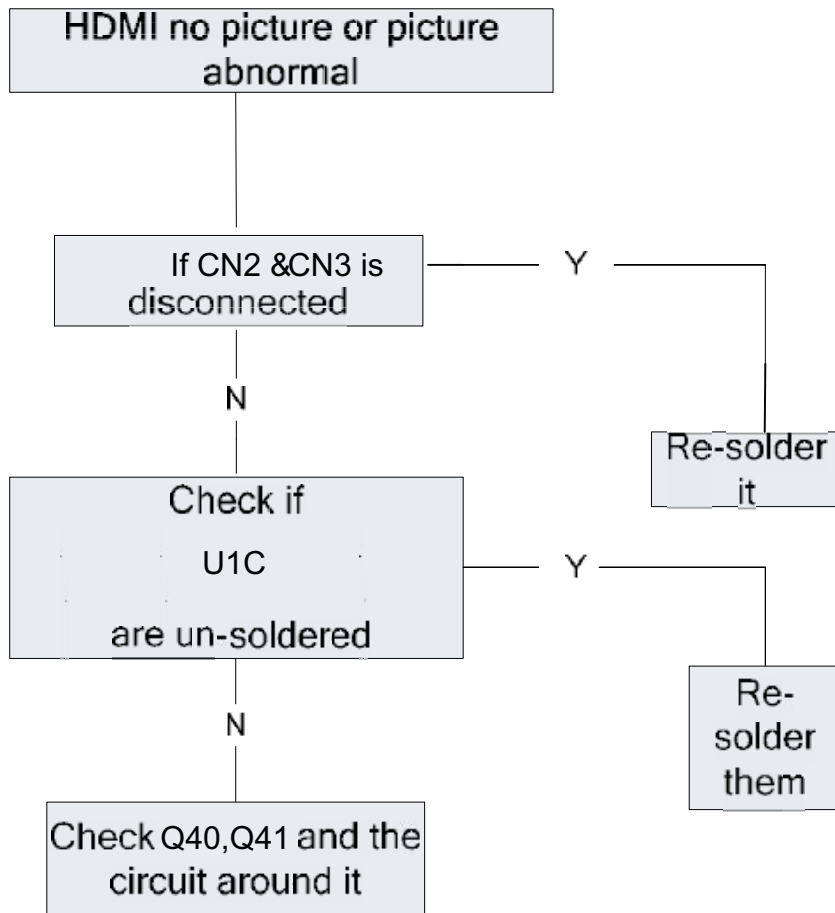 HDMI no picture or picture
abnormal
If CN2 &CN3 is
disconnected
Y
N
Re-solder
it
Check if
U1C
are un-soldered
Y
N
Re-
solder
them
Check Q40,Q41 and the
circuit around it